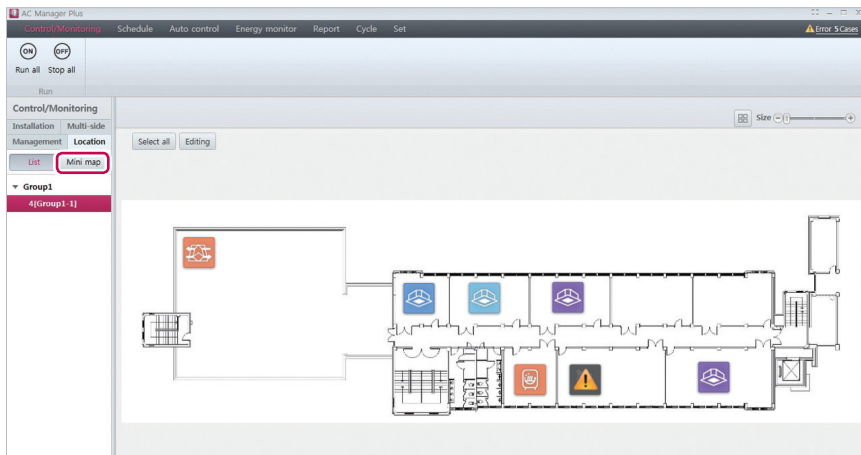 AC Manager Plus
Control/Monitoring Schedule Auto control Energy monitor Report Cycle Set
Error 5 Cases
ON OFF
Run all Stop all
Run
Control/Monitoring
Installation Multi-side
Management Location
Size
Select all Editing
List Mini map
Group1
4[Group1-1]